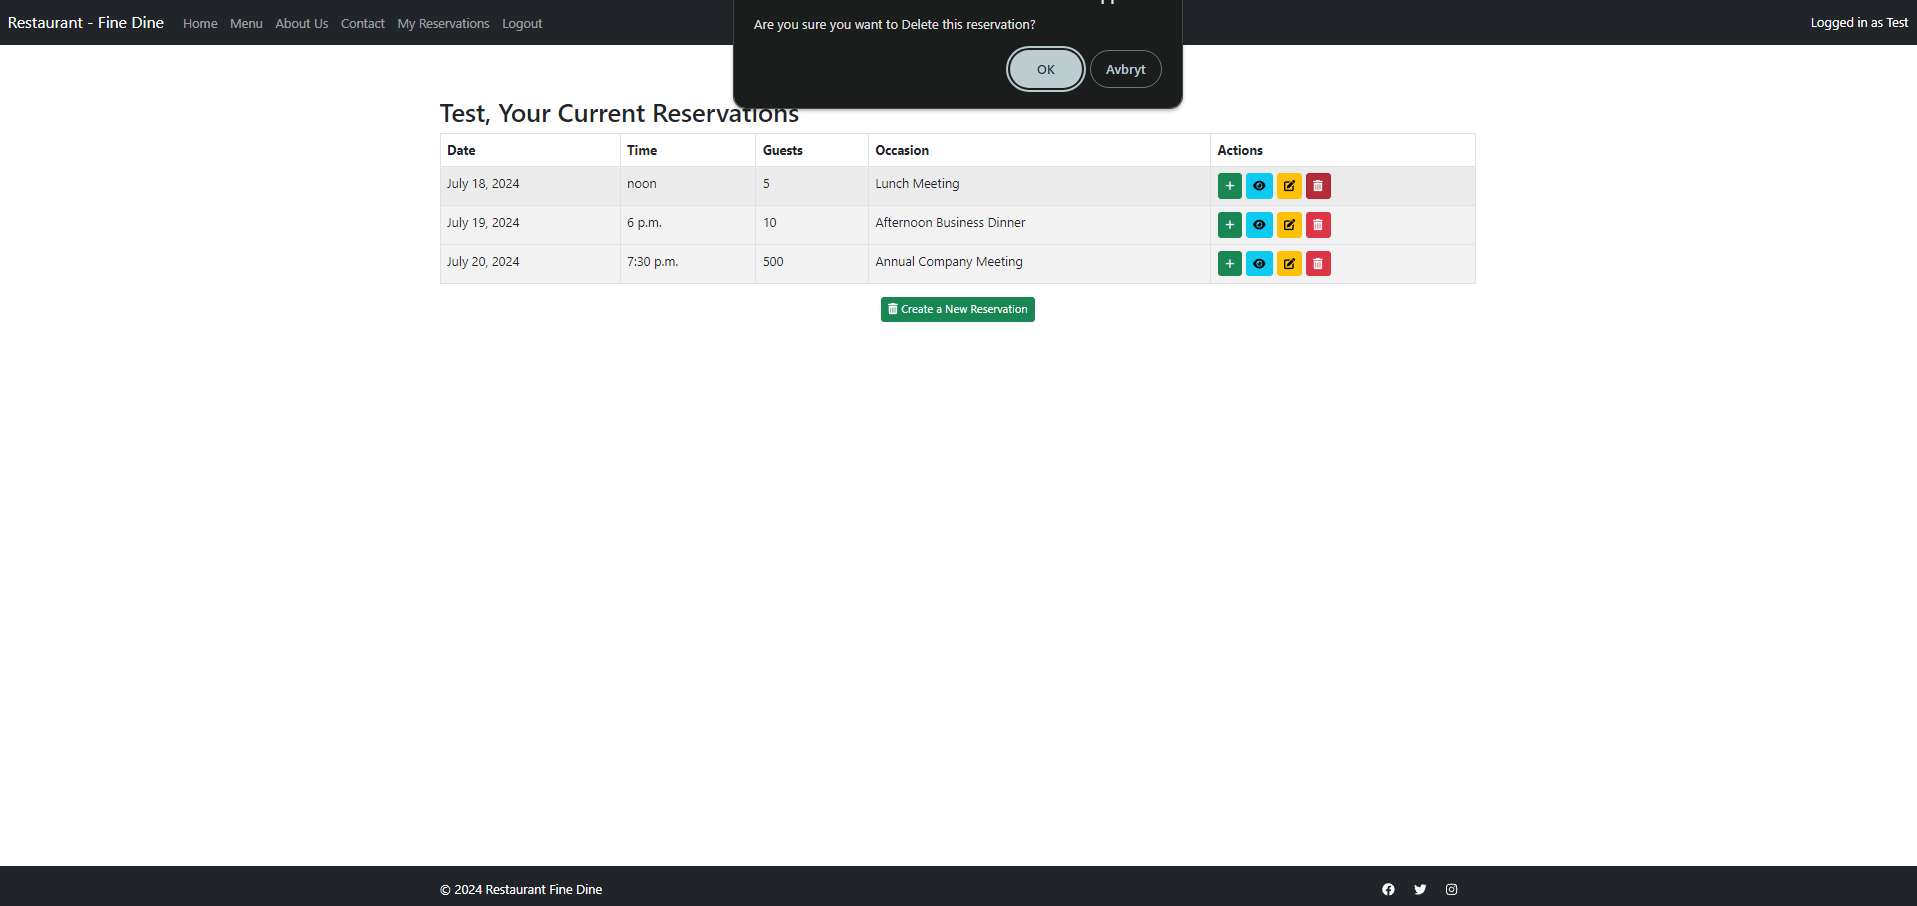 Restaurant - Fine Dine Home Menu About Us Contact My Reservations Logout
Logged in as Test
Are you sure you want to Delete this reservation?
OK Avbryt
Test, Your Current Reservations
Date Time Guests Occasion Actions
July 18, 2024 noon 5 Lunch Meeting
July 19, 2024 6 p.m. 10 Afternoon Business Dinner
July 20, 2024 7:30 p.m. 500 Annual Company Meeting
Create a New Reservation
© 2024 Restaurant Fine Dine